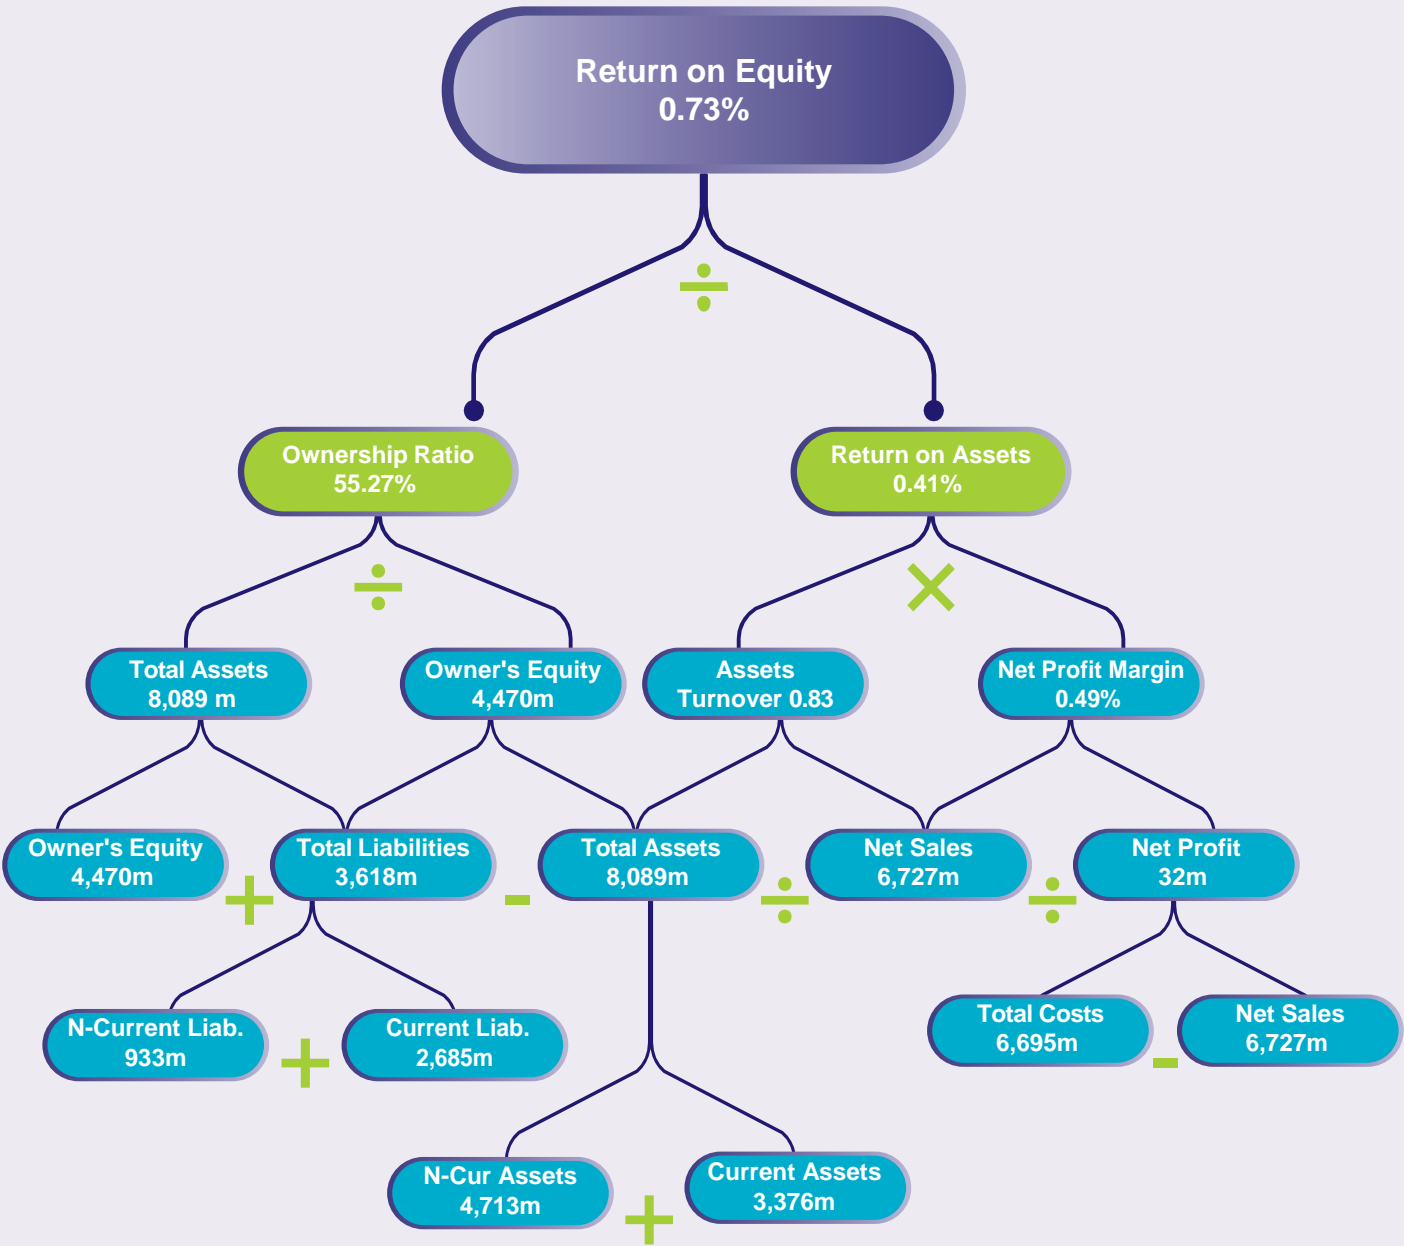 Return on Equity
0.73%
÷
Ownership Ratio
55.27%
Return on Assets
0.41%
÷
×
Total Assets
8,089 m
Owner's Equity
4,470m
Assets
Turnover 0.83
Net Profit Margin
0.49%
Owner's Equity
4,470m
+
Total Liabilities
3,618m
-
Total Assets
8,089m
÷
Net Sales
6,727m
÷
Net Profit
32m
N-Current Liab.
933m
+
Current Liab.
2,685m
Total Costs
6,695m
-
Net Sales
6,727m
N-Cur Assets
4,713m
+
Current Assets
3,376m